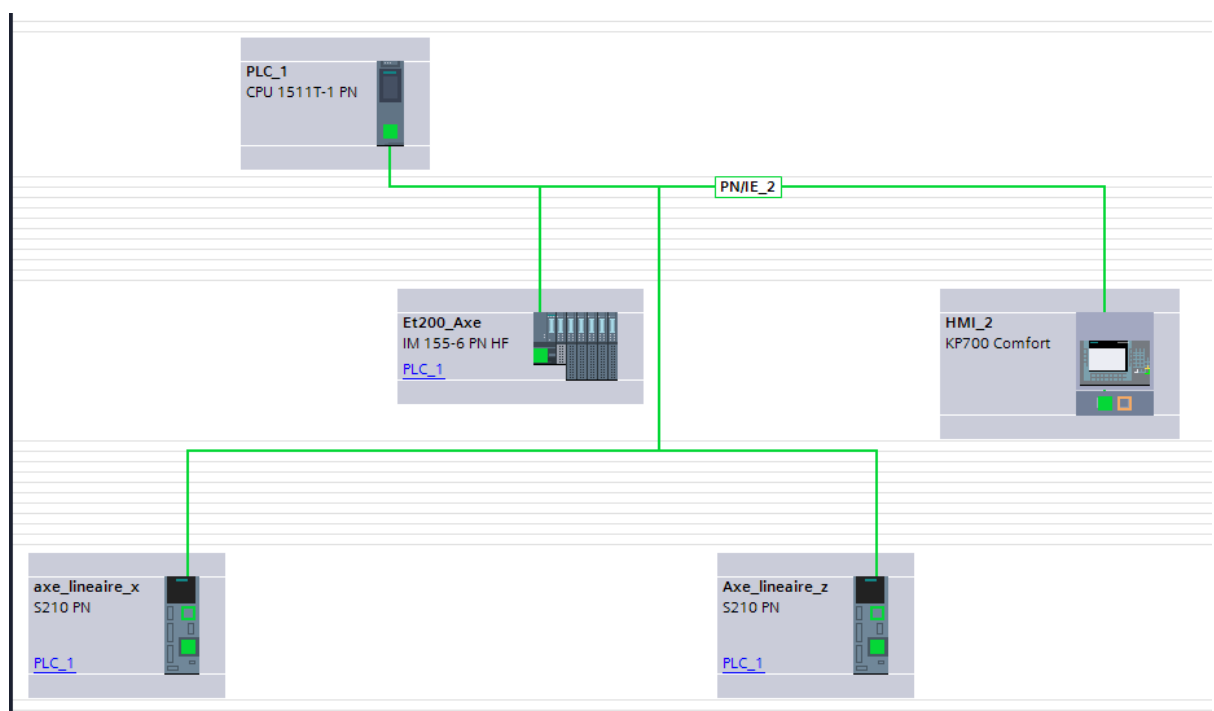 PLC_1
CPU 1511T-1 PN
PN/IE_2
Et200_Axe
IM 155-6 PN HF
PLC_1
HMI_2
KP700 Comfort
axe_lineaire_x
S210 PN
PLC_1
Axe_lineaire_z
S210 PN
PLC_1